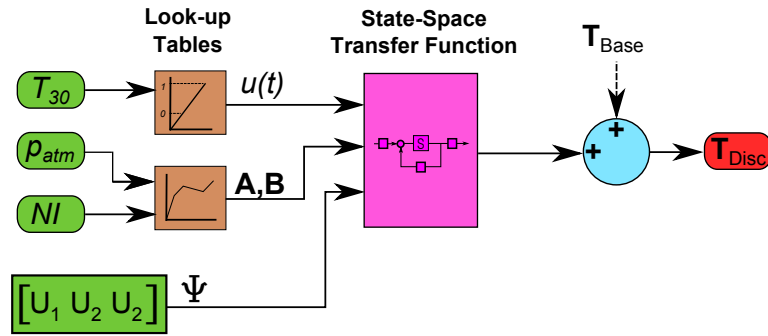 Look-up
Tables
State-Space
Transfer Function
T_Base
T_30
1
0
u(t)
+
+
T_Disc
p_atm
A,B
S
NI
[U_1 U_2 U_2]
Ψ